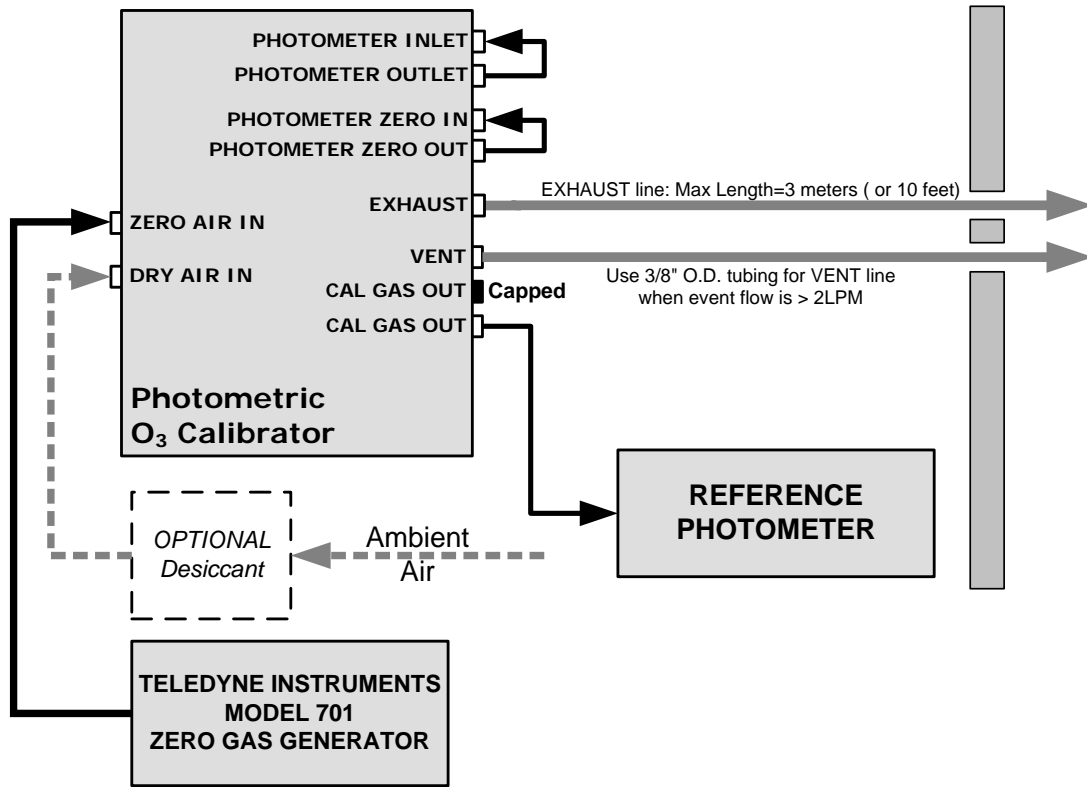 PHOTOMETER INLET
PHOTOMETER OUTLET
PHOTOMETER ZERO IN
PHOTOMETER ZERO OUT
EXHAUST
EXHAUST line: Max Length=3 meters ( or 10 feet)
ZERO AIR IN
VENT
DRY AIR IN
Use 3/8" O.D. tubing for VENT line
when event flow is > 2LPM
CAL GAS OUT
Capped
CAL GAS OUT
Photometric
O₃ Calibrator
REFERENCE
PHOTOMETER
OPTIONAL
Desiccant
Ambient
Air
TELEDYNE INSTRUMENTS
MODEL 701
ZERO GAS GENERATOR